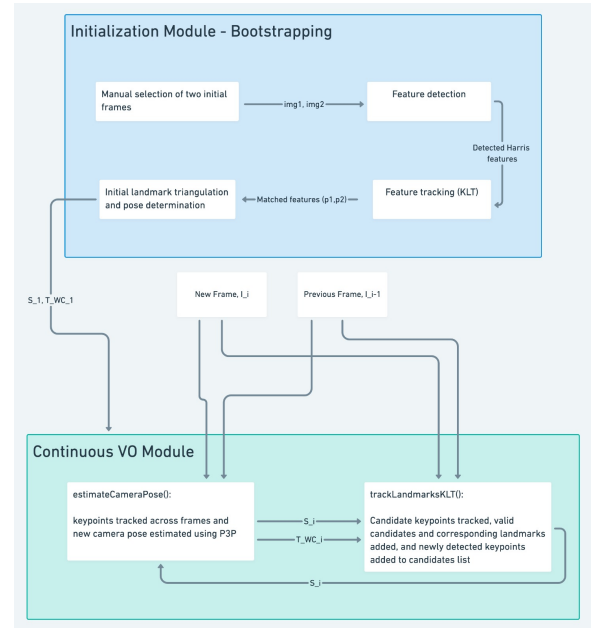 Initialization Module - Bootstrapping
Manual selection of two initial
frames
img1, img2
Feature detection
Detected Harris
features
Initial landmark triangulation
and pose determination
Matched features (p1,p2)
Feature tracking (KLT)
S_1, T_WC_1
New Frame, I_i
Previous Frame, I_i-1
Continuous VO Module
estimateCameraPose():
keypoints tracked across frames and
new camera pose estimated using P3P
S_i
T_WC_i
trackLandmarksKLT():
Candidate keypoints tracked, valid
candidates and corresponding landmarks
added, and newly detected keypoints
added to candidates list
S_i